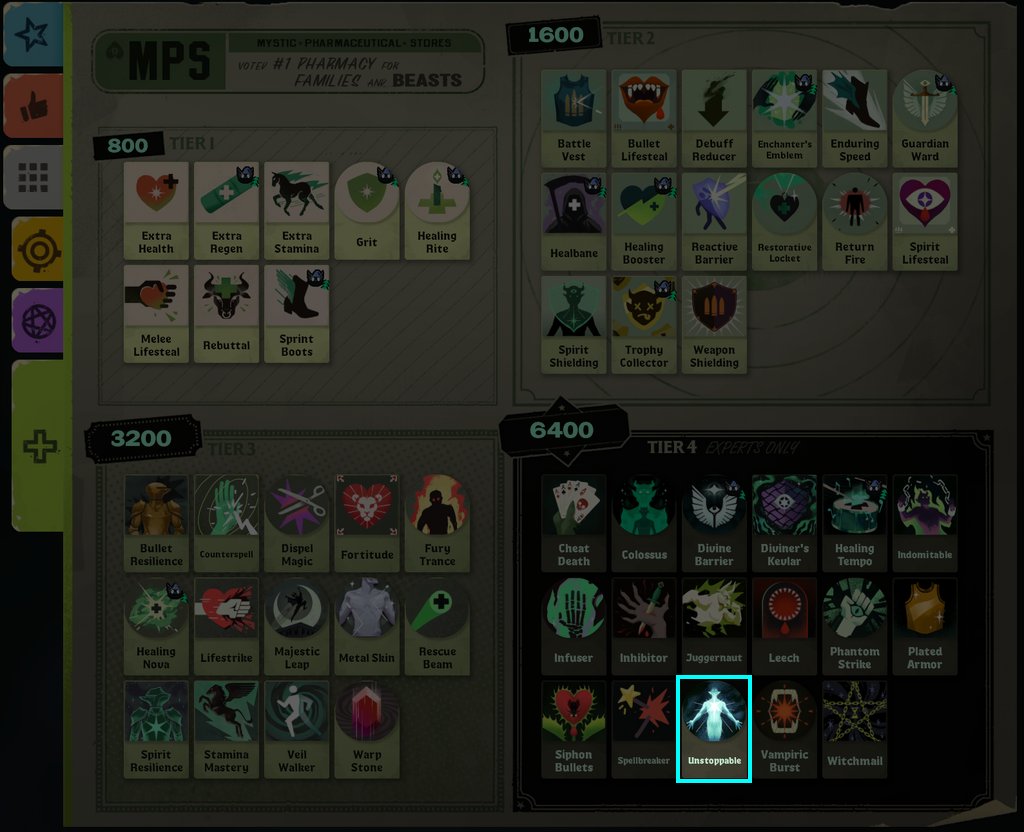 MPS
MYSTIC • PHARMACEUTICAL • STORES
VOTED #1 PHARMACY FOR
FAMILIES AND BEASTS
800
TIER 1
Extra Health
Extra Regen
Extra Stamina
Grit
Healing Rite
Melee Lifesteal
Rebuttal
Sprint Boots
1600
TIER 2
Battle Vest
Bullet Lifesteal
Debuff Reducer
Enchanter's Emblem
Enduring Speed
Guardian Ward
Healbane
Healing Booster
Reactive Barrier
Restorative Locket
Return Fire
Spirit Lifesteal
Spirit Shielding
Trophy Collector
Weapon Shielding
3200
TIER 3
Bullet Resilience
Counterspell
Dispel Magic
Fortitude
Fury Trance
Healing Nova
Lifestrike
Majestic Leap
Metal Skin
Rescue Beam
Spirit Resilience
Stamina Mastery
Veil Walker
Warp Stone
6400
TIER 4 EXPERTS ONLY
Cheat Death
Colossus
Divine Barrier
Diviner's Kevlar
Healing Tempo
Indomitable
Infuser
Inhibitor
Juggernaut
Leech
Phantom Strike
Plated Armor
Siphon Bullets
Spellbreaker
Unstoppable
Vampiric Burst
Witchmail